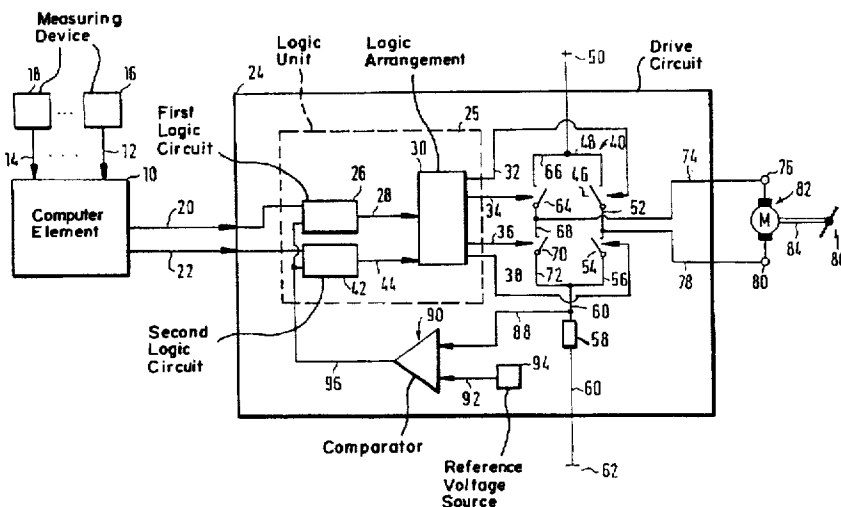 Measuring
Device
Logic
Unit
Logic
Arrangement
Drive Circuit
18
16
24
50
First Logic
Circuit
25
30
14
12
32
48
40
10
26
66
46
74
76
82
Computer
Element
20
28
34
64
52
M
36
68
84
86
22
44
70
54
38
72
56
78
80
42
90
88
60
Second
Logic
Circuit
58
94
96
92
60
Comparator
Reference
Voltage
Source
62